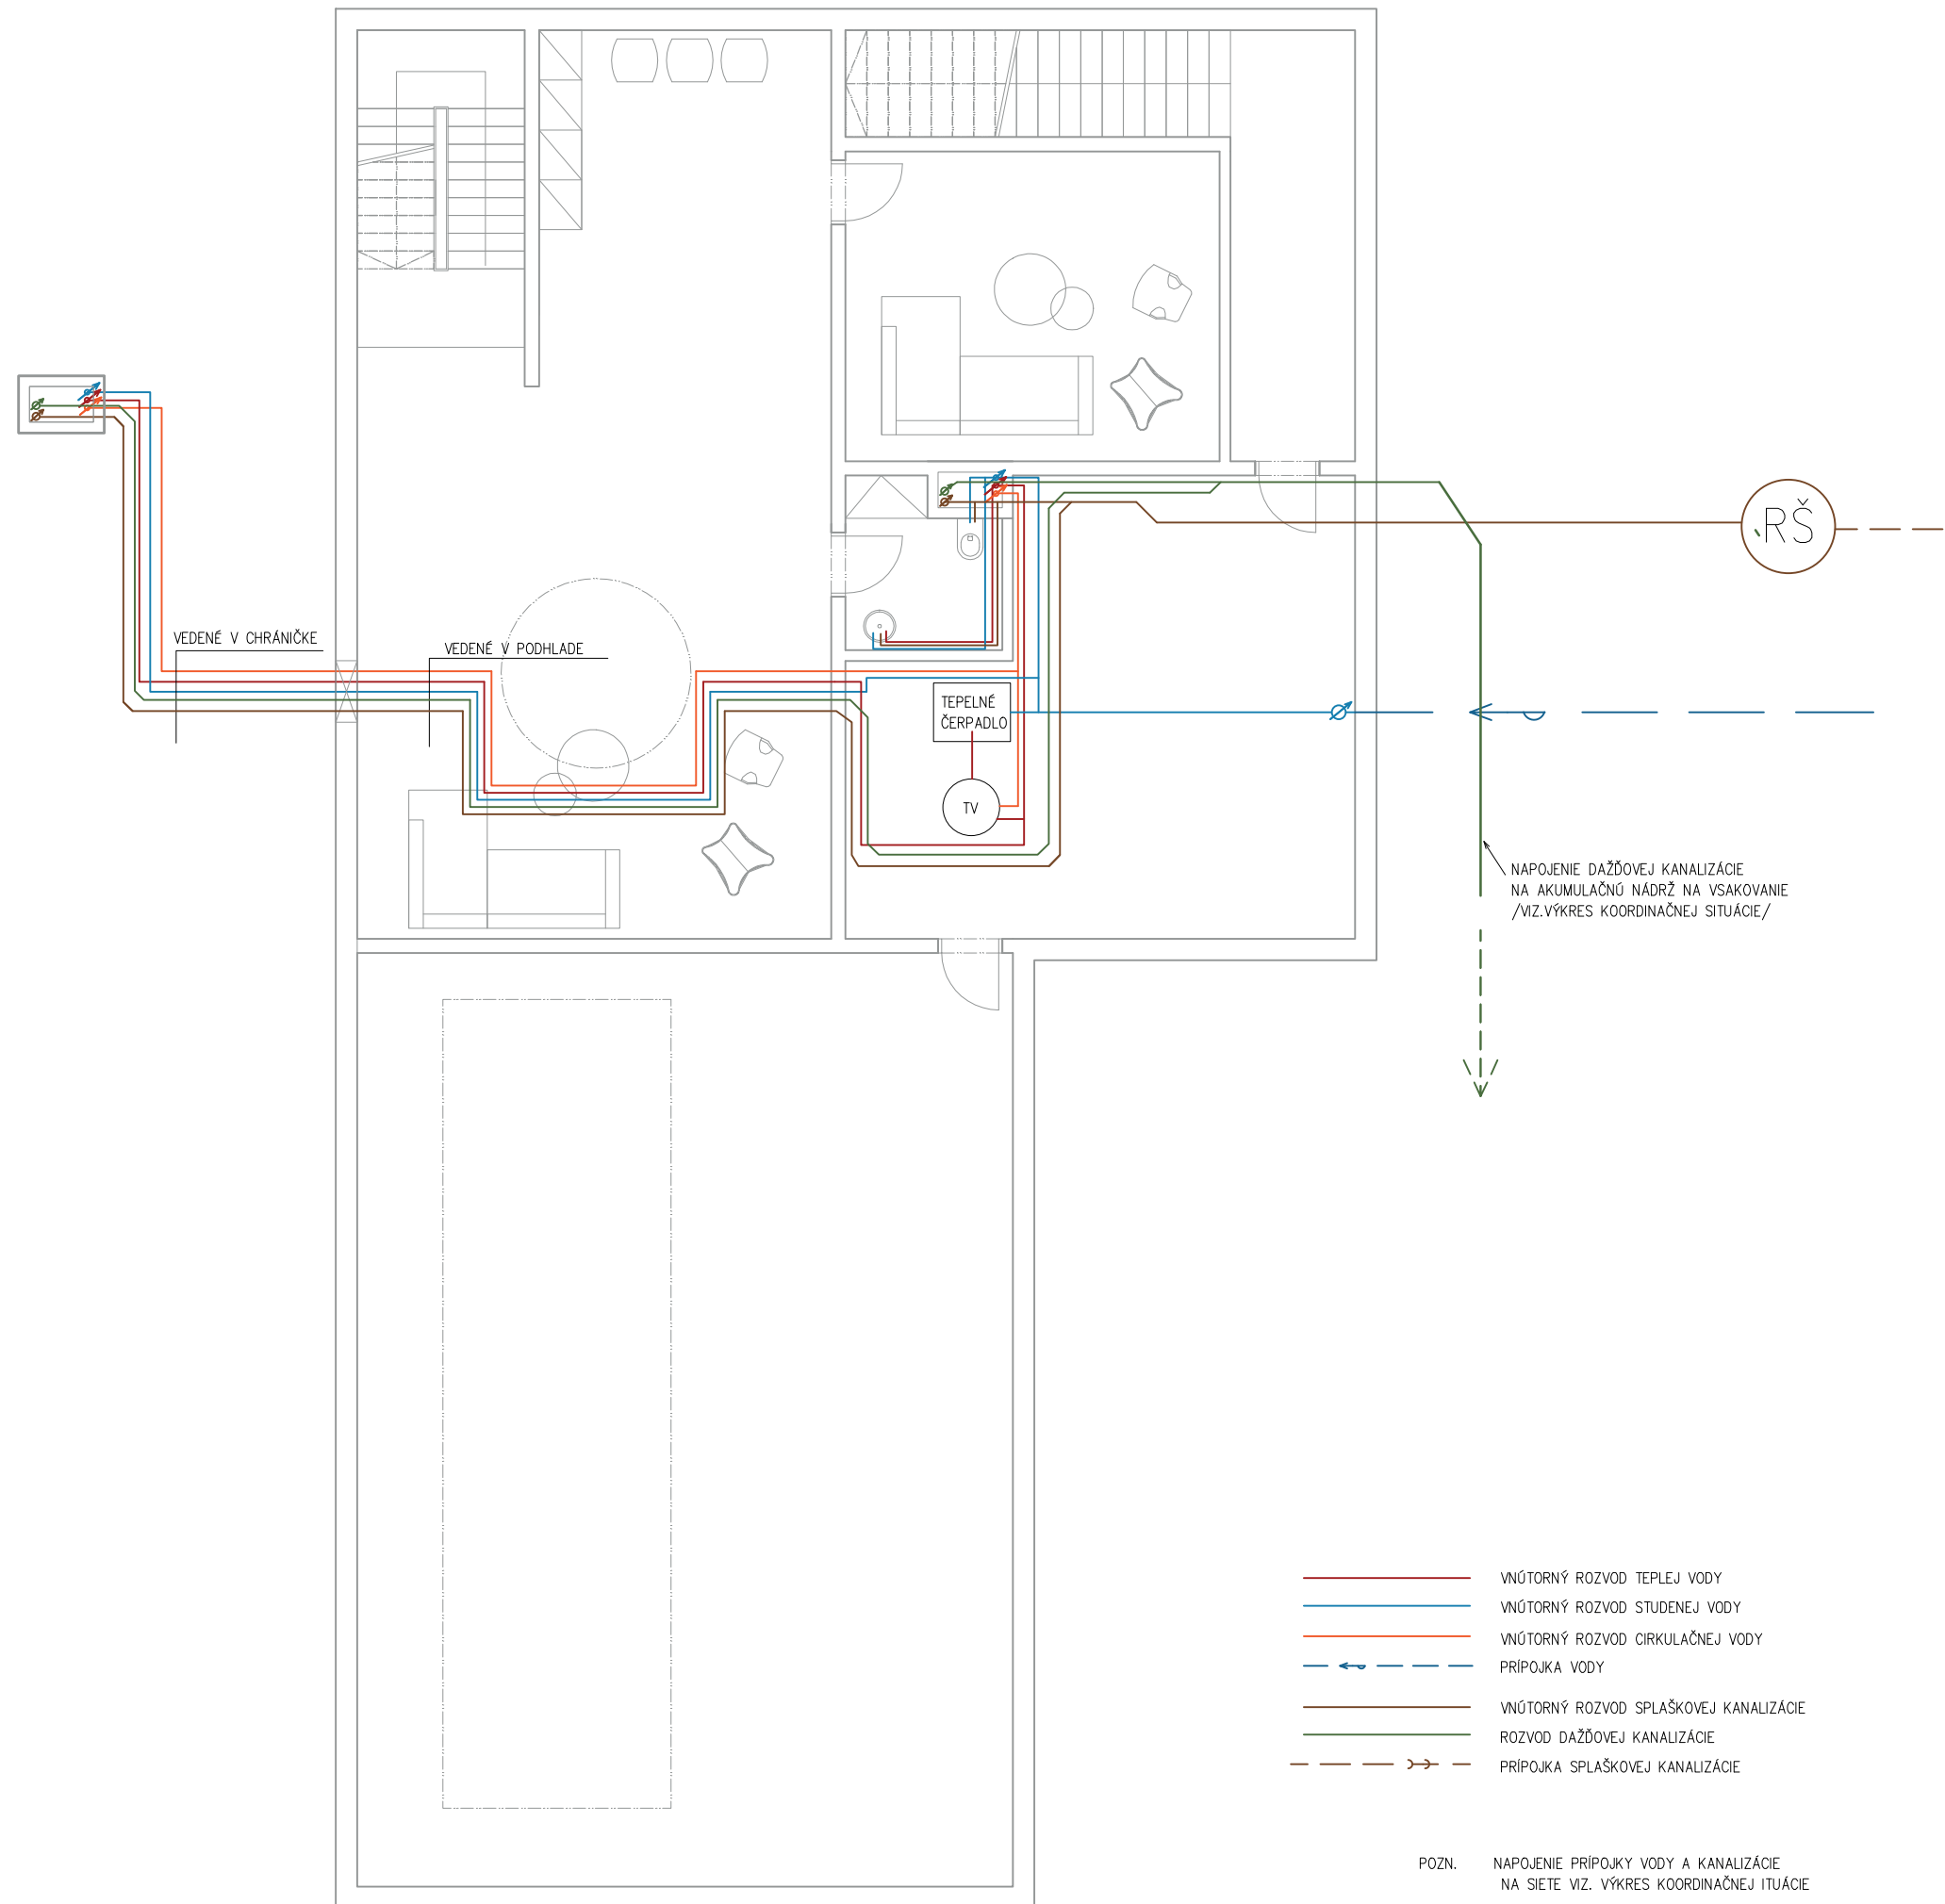 RŠ
VEDENÉ V CHRÁNIČKE
VEDENÉ V PODHLADE
TEPELNÉ
ČERPADLO
TV
NAPOJENIE DAŽĎOVEJ KANALIZÁCIE
NA AKUMULAČNÚ NÁDRŽ NA VSAKOVANIE
/VIZ.VÝKRES KOORDINAČNEJ SITUÁCIE/
VNÚTORNÝ ROZVOD TEPLEJ VODY
VNÚTORNÝ ROZVOD STUDENEJ VODY
VNÚTORNÝ ROZVOD CIRKULAČNEJ VODY
PRÍPOJKA VODY
VNÚTORNÝ ROZVOD SPLAŠKOVEJ KANALIZÁCIE
ROZVOD DAŽĎOVEJ KANALIZÁCIE
PRÍPOJKA SPLAŠKOVEJ KANALIZÁCIE
POZN. NAPOJENIE PRÍPOJKY VODY A KANALIZÁCIE
NA SIETE VIZ. VÝKRES KOORDINAČNEJ ITUÁCIE